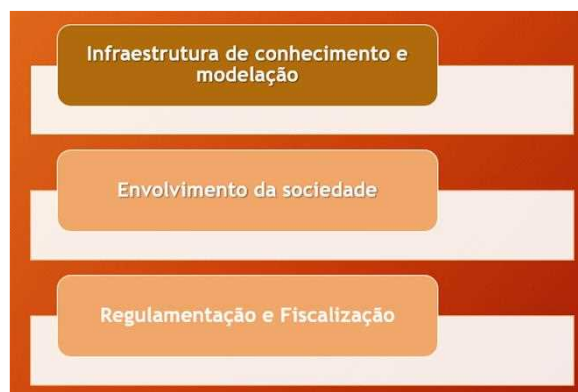 Infraestrutura de conhecimento e
modelação
Envolvimento da sociedade
Regulamentação e Fiscalização